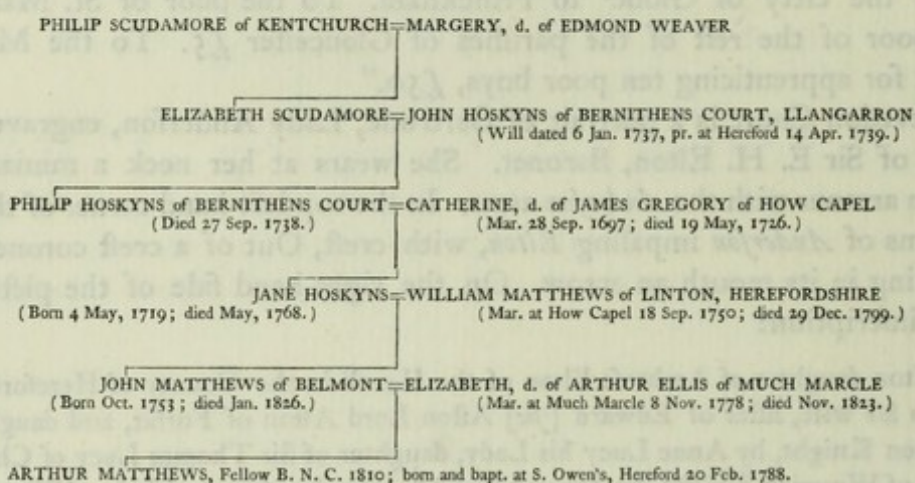 PHILIP SCUDAMORE of KENTCHURCH=MARGERY, d. of EDMOND WEAVER
ELIZABETH SCUDAMORE=JOHN HOSKYNS of BERNITHENS COURT, LLANGARRON
(Will dated 6 Jan. 1737, pr. at Hereford 14 Apr. 1739.)
PHILIP HOSKYNS of BERNITHENS COURT=CATHERINE, d. of JAMES GREGORY of HOW CAPEL
(Died 27 Sep. 1738.) (Mar. 28 Sep. 1697; died 19 May, 1726.)
JANE HOSKYNS=WILLIAM MATTHEWS of LINTON, HEREFORDSHIRE
(Born 4 May, 1719; died May, 1768.) (Mar. at How Capel 18 Sep. 1750; died 29 Dec. 1799.)
JOHN MATTHEWS of BELMONT=ELIZABETH, d. of ARTHUR ELLIS of MUCH MARCLE
(Born Oct. 1753; died Jan. 1826.) (Mar. at Much Marcle 8 Nov. 1778; died Nov. 1823.)
ARTHUR MATTHEWS, Fellow B. N. C. 1810; born and bapt. at S. Owen's, Hereford 20 Feb. 1788.